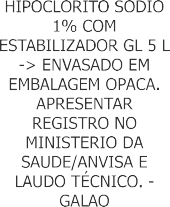 HIPOCLORITO SODIO
1% COM
ESTABILIZADOR GL 5 L
-> ENVASADO EM
EMBALAGEM OPACA.
APRESENTAR
REGISTRO NO
MINISTERIO DA
SAUDE/ANVISA E
LAUDO TÉCNICO. -
GALAO